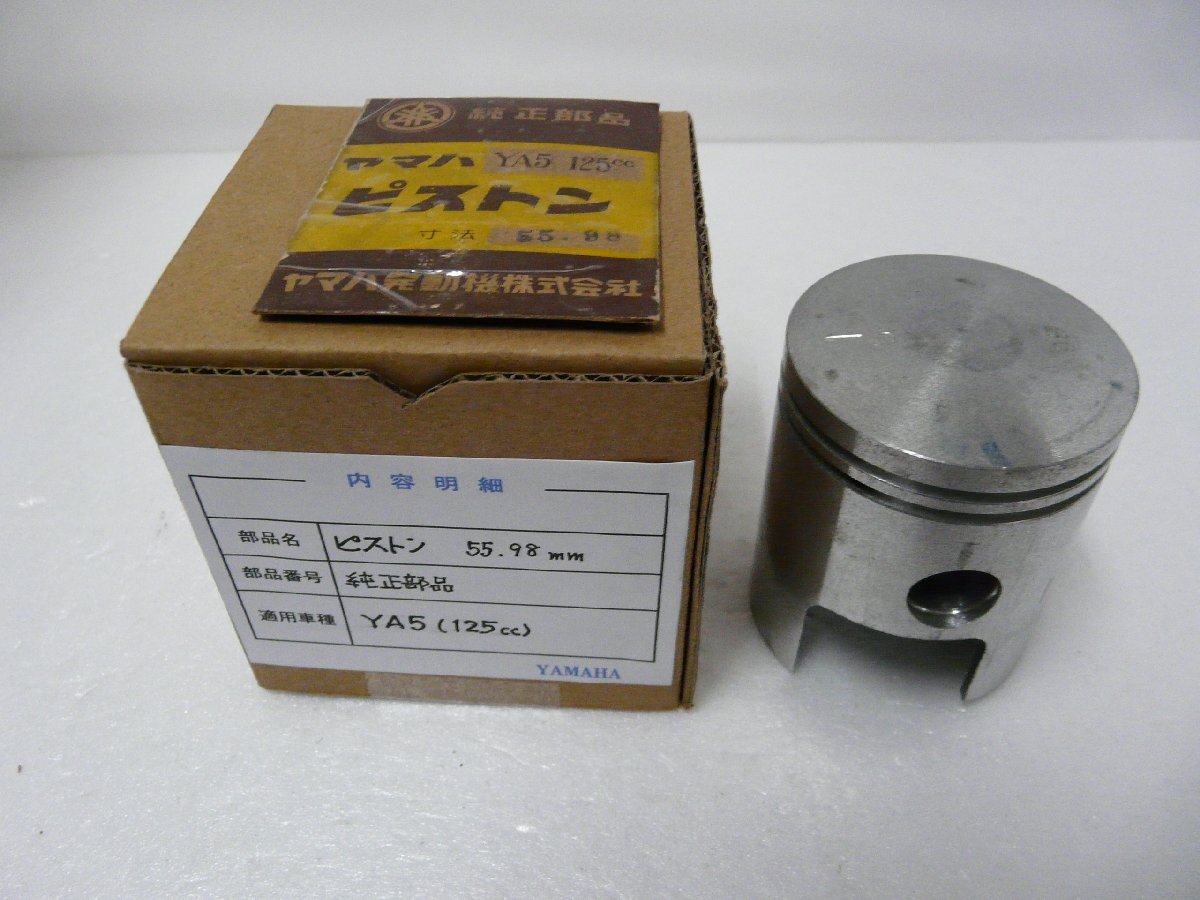 純正部品
ヤマハ YA5 125cc
ピストン
寸法 55.98
ヤマハ発動機株式会社
内容明細
部品名 ピストン 55.98mm
部品番号 純正部品
適用車種 YA5(125cc)
YAMAHA